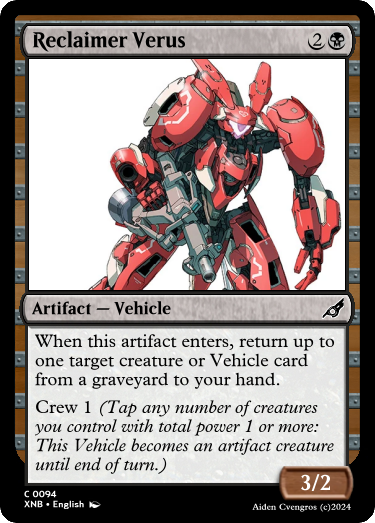 Reclaimer Verus 2
Artifact — Vehicle
When this artifact enters, return up to
one target creature or Vehicle card
from a graveyard to your hand.
Crew 1 (Tap any number of creatures
you control with total power 1 or more:
This Vehicle becomes an artifact creature
until end of turn.)
3/2
C 0094
XNB • English
Aiden Cvengros (c)2024